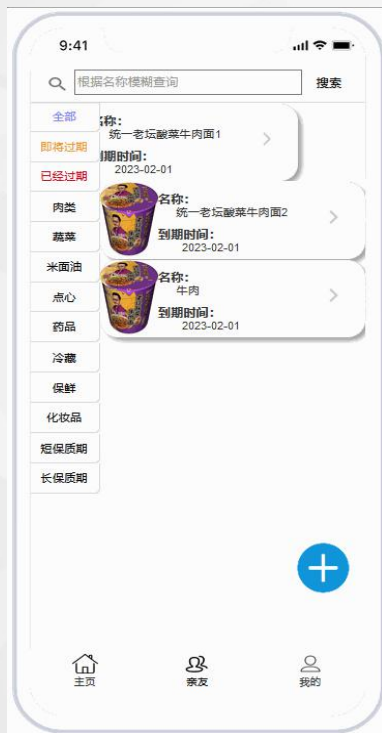 9:41
根据名称模糊查询
搜索
全部
即将过期
已经过期
肉类
蔬菜
米面油
点心
药品
冷藏
保鲜
化妆品
短保质期
长保质期
名称：
统一老坛酸菜牛肉面1
到期时间：
2023-02-01
名称：
统一老坛酸菜牛肉面2
到期时间：
2023-02-01
名称：
牛肉
到期时间：
2023-02-01
主页
亲友
我的